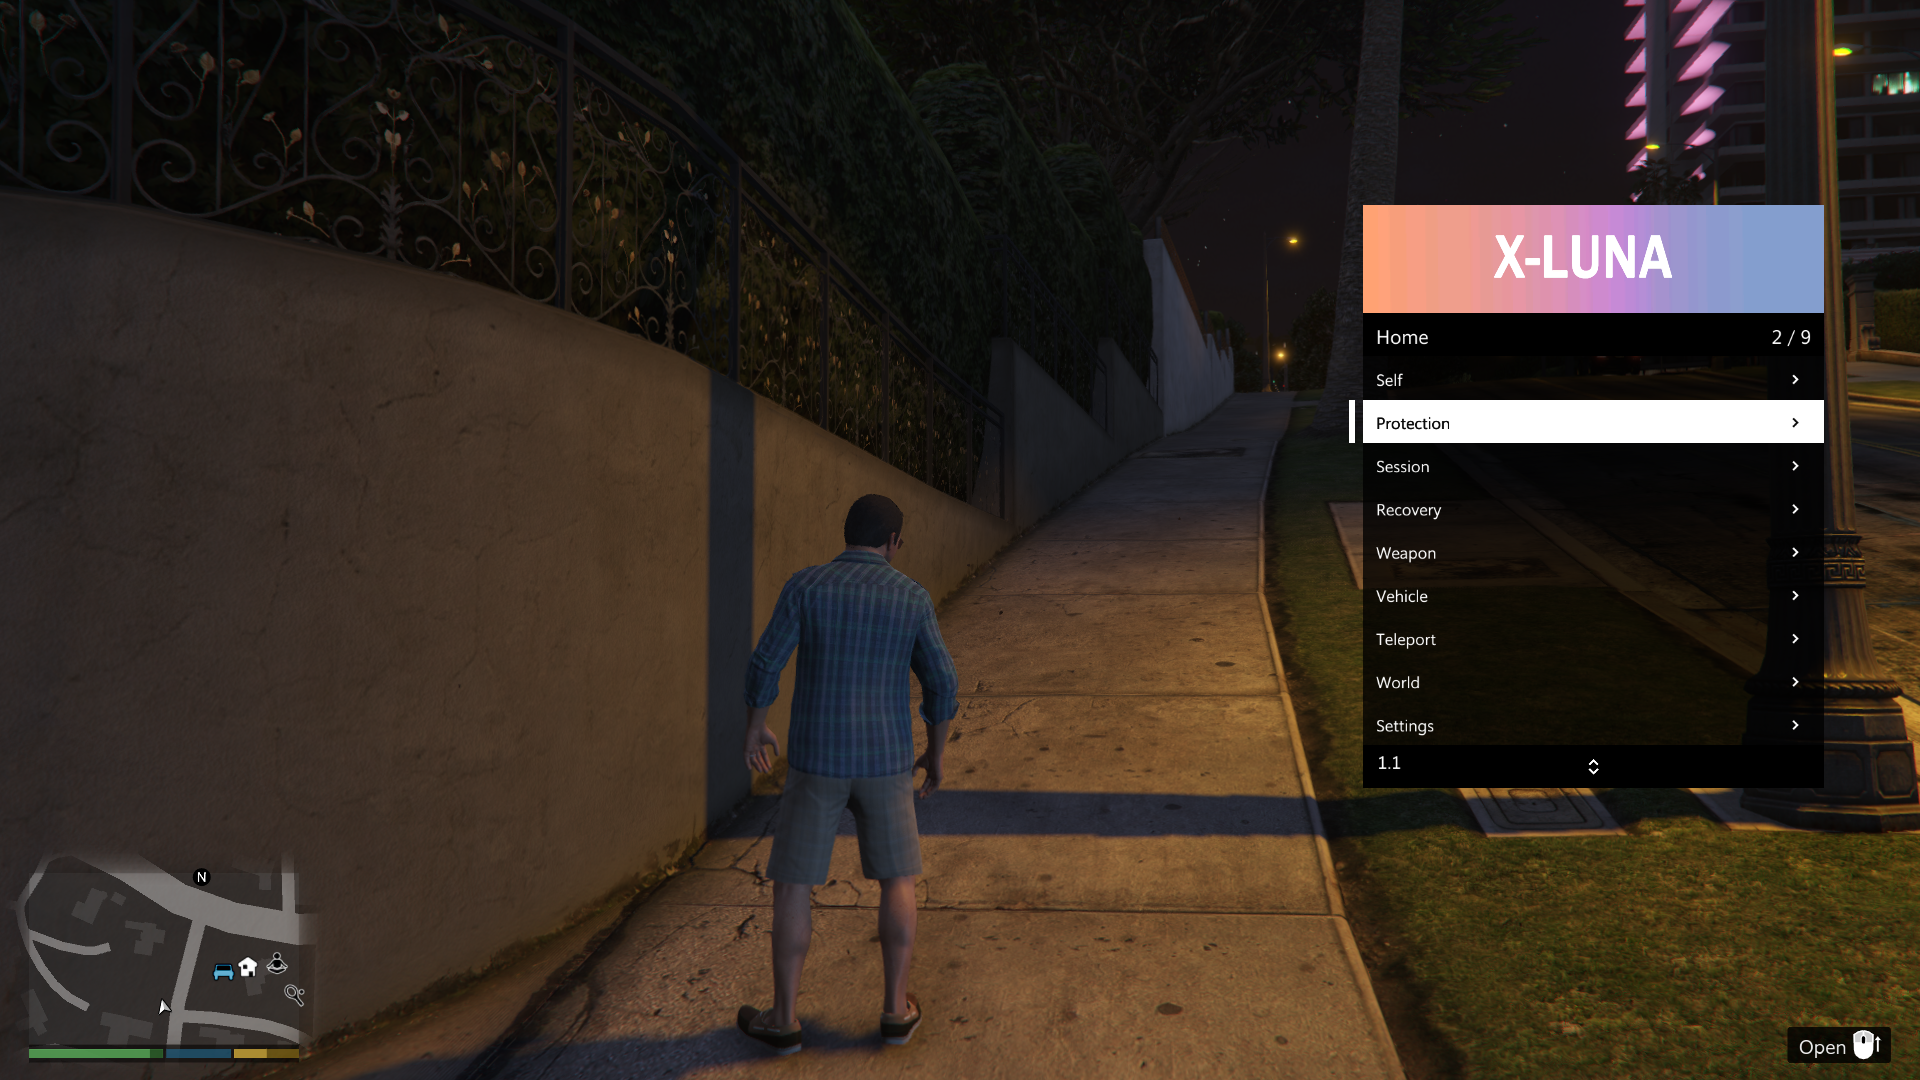 X-LUNA
Home 2 / 9
Self
Protection
Session
Recovery
Weapon
Vehicle
Teleport
World
Settings
1.1
N
Open